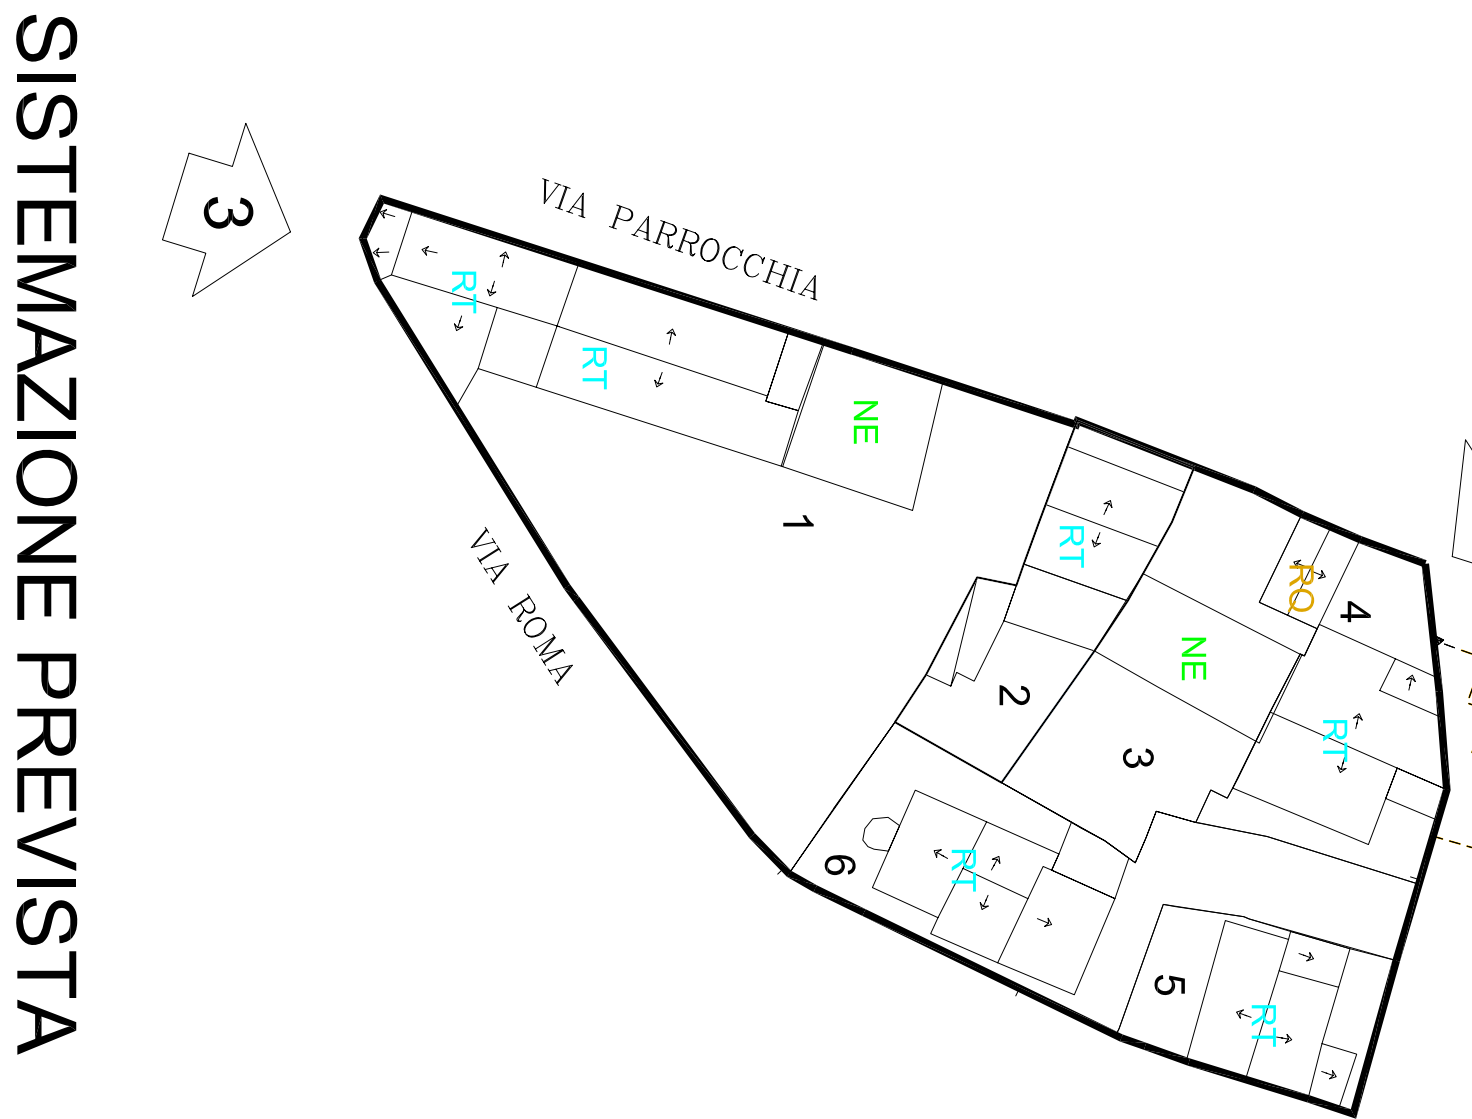 SISTEMAZIONE PREVISTA
3
VIA PARROCCHIA
RT
RT
NE
1
VIA ROMA
RT
2
NE
3
RQ
4
RT
6
RT
5
RT